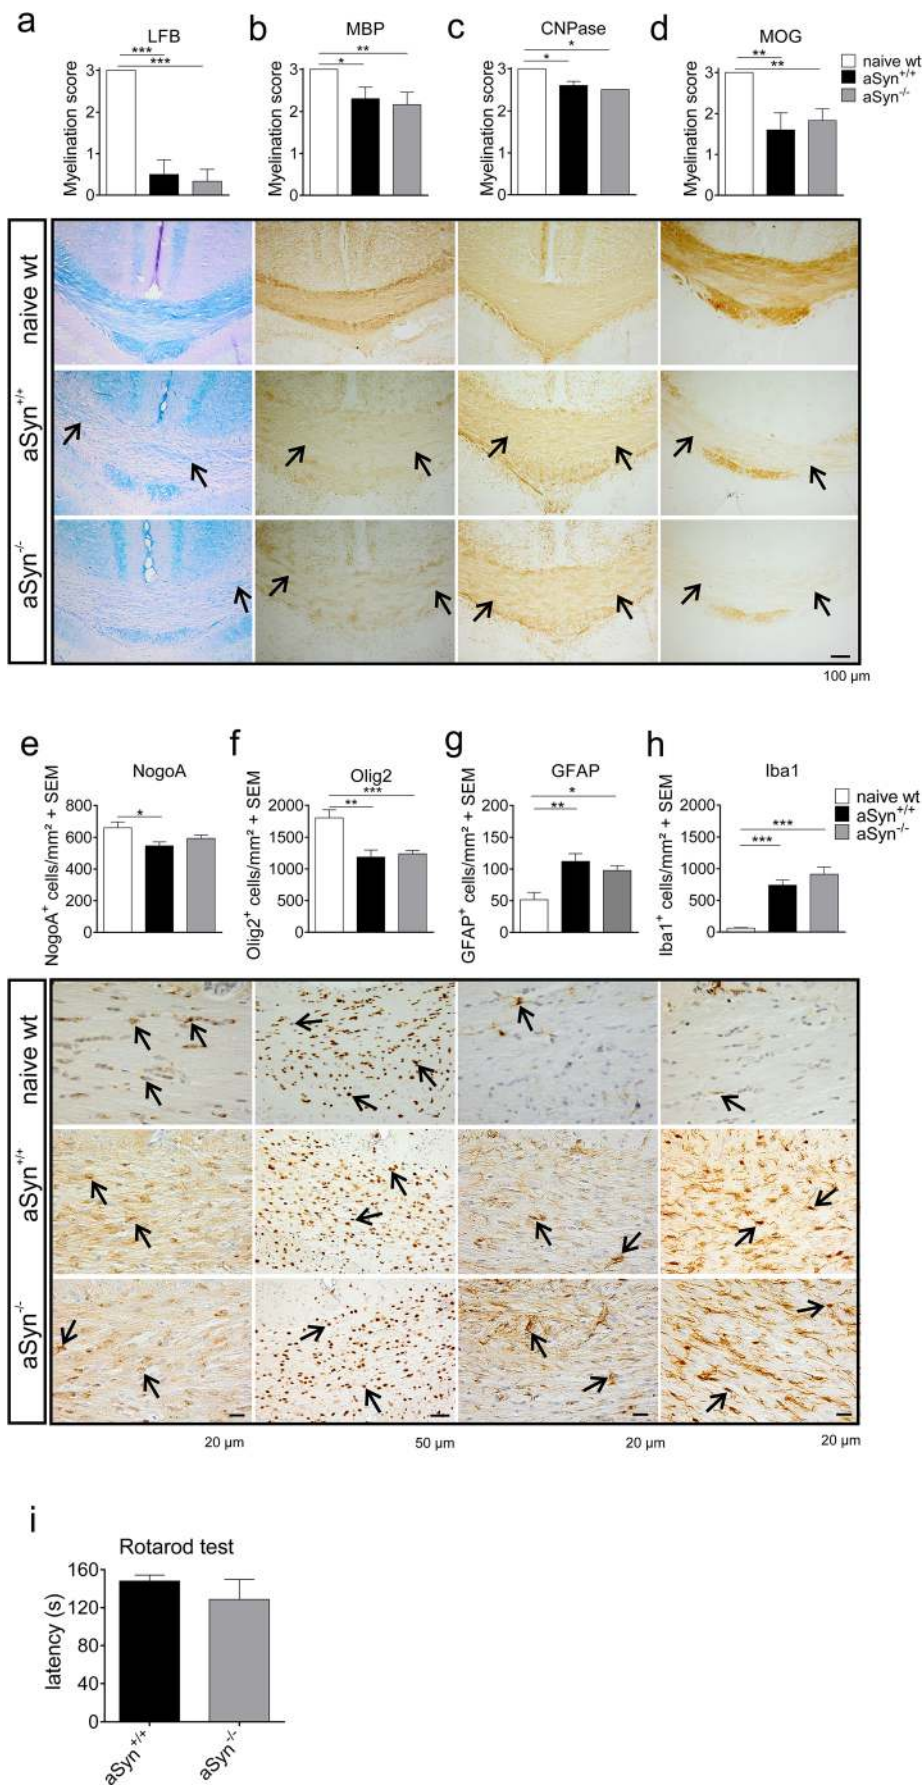 a
LFB
b
MBP
c
CNPase
d
MOG
naive wt
aSyn+/+
aSyn-/-
Myelination score
3
2
1
0
***
***
Myelination score
3
2
1
0
**
*
Myelination score
3
2
1
0
*
*
Myelination score
3
2
1
0
**
**
naive wt
aSyn+/+
aSyn-/-
100 µm
e
NogoA
f
Olig2
g
GFAP
h
Iba1
naive wt
aSyn+/+
aSyn-/-
NogoA+ cells/mm² + SEM
800
600
400
200
0
*
Olig2+ cells/mm² + SEM
2000
1500
1000
500
0
***
**
GFAP+ cells/mm² + SEM
200
150
100
50
0
*
**
Iba1+ cells/mm² + SEM
2000
1500
1000
500
0
***
***
naive wt
aSyn+/+
aSyn-/-
20 µm
50 µm
20 µm
20 µm
i
Rotarod test
latency (s)
160
120
80
40
0
aSyn+/+
aSyn-/-